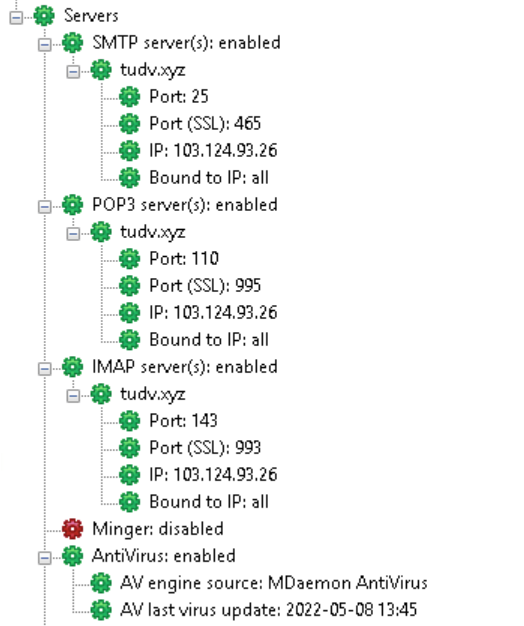 Servers
SMTP server(s): enabled
tudv.xyz
Port: 25
Port (SSL): 465
IP: 103.124.93.26
Bound to IP: all
POP3 server(s): enabled
tudv.xyz
Port: 110
Port (SSL): 995
IP: 103.124.93.26
Bound to IP: all
IMAP server(s): enabled
tudv.xyz
Port: 143
Port (SSL): 993
IP: 103.124.93.26
Bound to IP: all
Minger: disabled
AntiVirus: enabled
AV engine source: MDaemon AntiVirus
AV last virus update: 2022-05-08 13:45